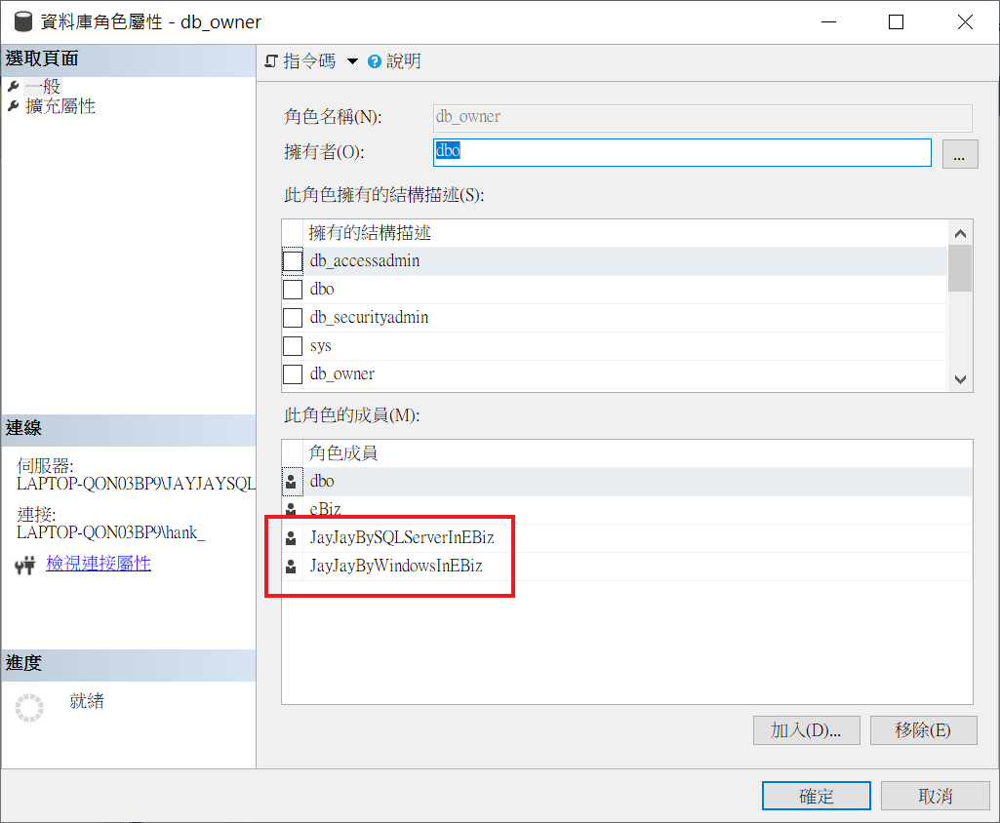 資料庫角色屬性 - db_owner
選取頁面
一般
擴充屬性
連線
伺服器:
LAPTOP-QON03BP9\JAYJAYSQL
連接:
LAPTOP-QON03BP9\hank_
檢視連接屬性
進度
就緒
指令碼
說明
角色名稱(N):
db_owner
擁有者(O):
dbo
...
此角色擁有的結構描述(S):
擁有的結構描述
db_accessadmin
dbo
db_securityadmin
sys
db_owner
此角色的成員(M):
角色成員
dbo
eBiz
JayJayBySQLServerInEBiz
JayJayByWindowsInEBiz
加入(D)...
移除(E)
確定
取消